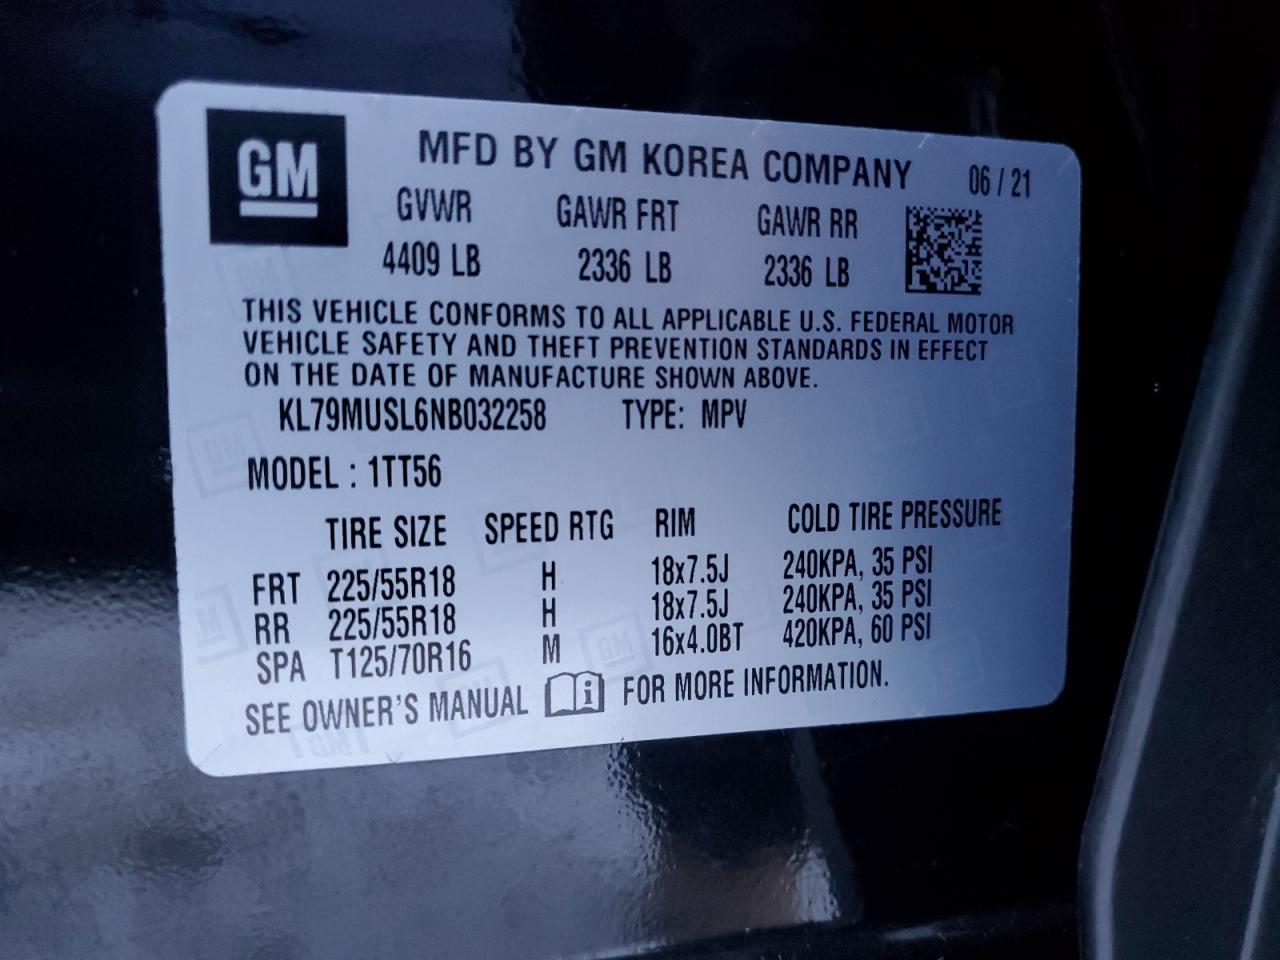 GM
MFD BY GM KOREA COMPANY 06 / 21
GVWR GAWR FRT GAWR RR
4409 LB 2336 LB 2336 LB
THIS VEHICLE CONFORMS TO ALL APPLICABLE U.S. FEDERAL MOTOR
VEHICLE SAFETY AND THEFT PREVENTION STANDARDS IN EFFECT
ON THE DATE OF MANUFACTURE SHOWN ABOVE.
KL79MUSL6NB032258 TYPE: MPV
MODEL : 1TT56
TIRE SIZE SPEED RTG RIM COLD TIRE PRESSURE
FRT 225/55R18 H 18x7.5J 240KPA, 35 PSI
RR 225/55R18 H 18x7.5J 240KPA, 35 PSI
SPA T125/70R16 M 16x4.0BT 420KPA, 60 PSI
SEE OWNER'S MANUAL i FOR MORE INFORMATION.